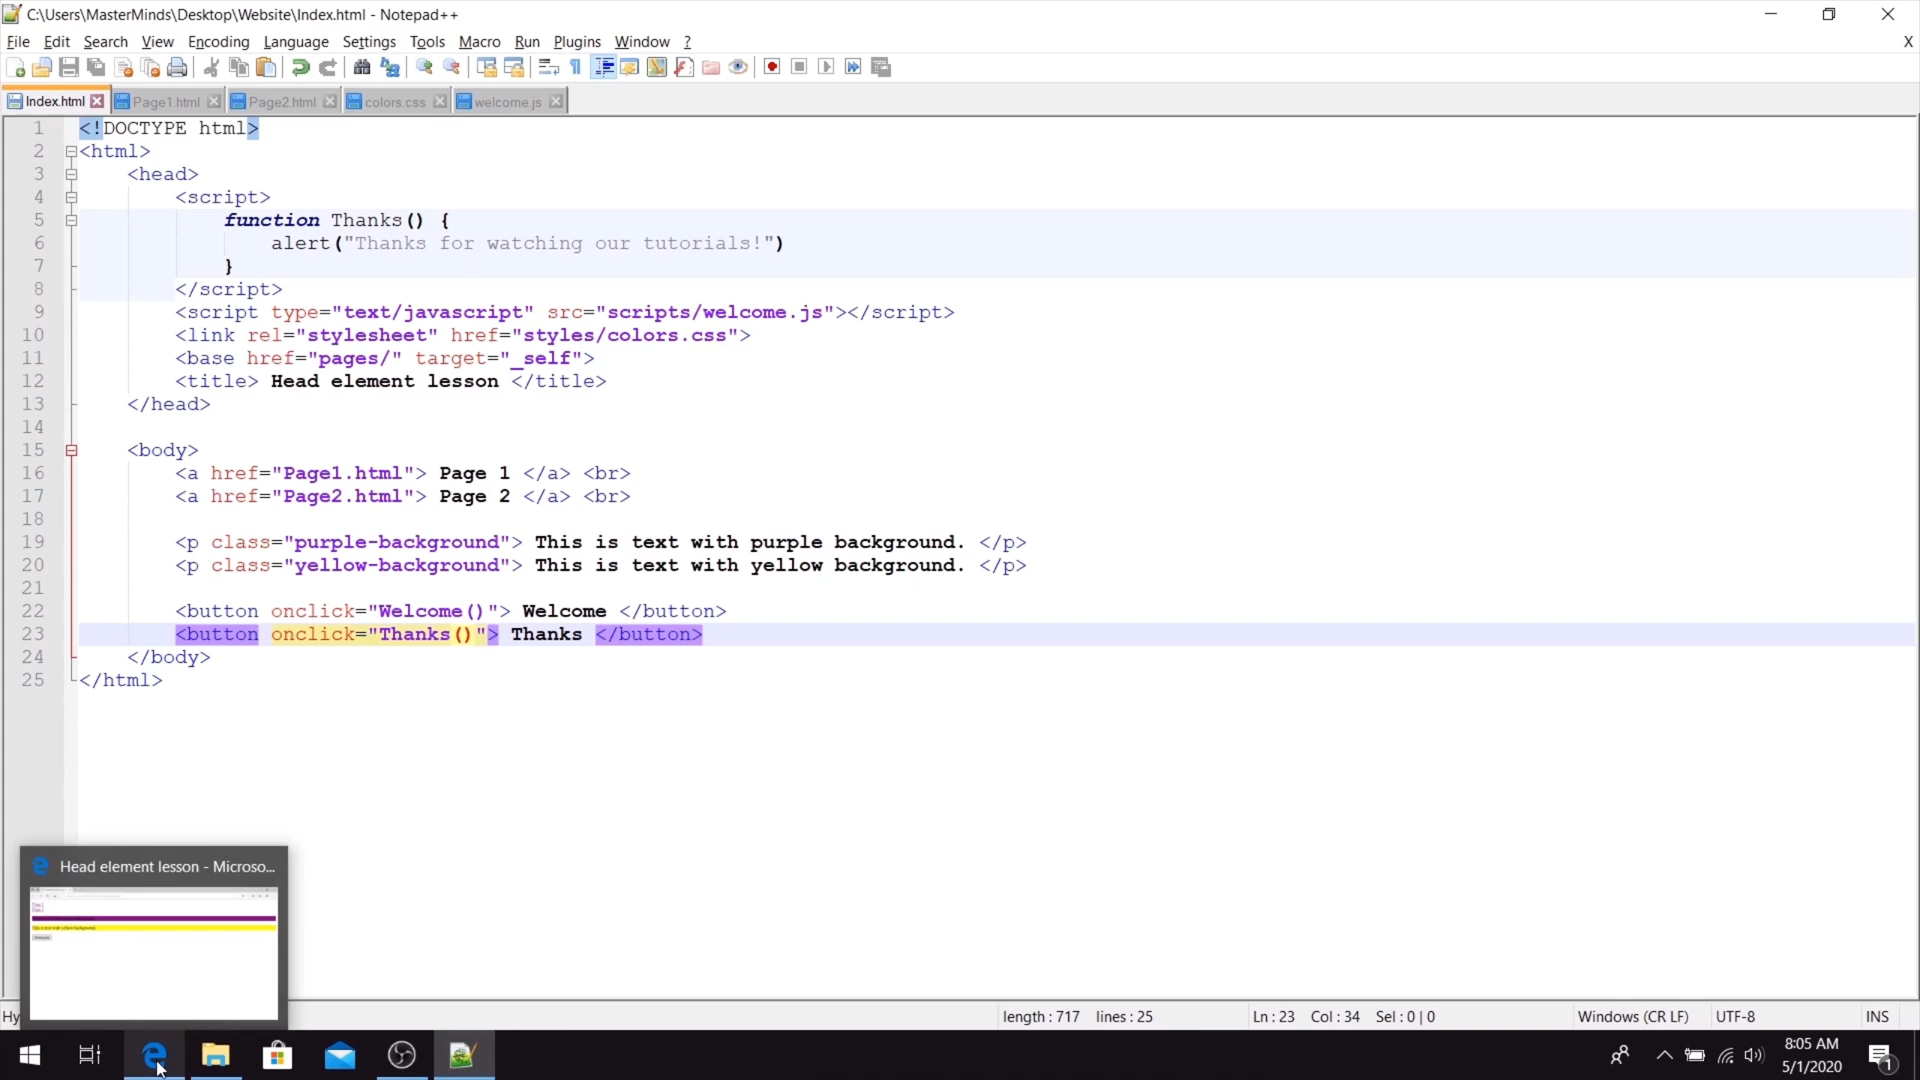 C:\Users\MasterMinds\Desktop\Website\Index.html - Notepad++
File Edit Search View Encoding Language Settings Tools Macro Run Plugins Window ? X
Index.html Page1.html Page2.html colors.css welcome.js
1 <!DOCTYPE html>
2 <html>
3 <head>
4 <script>
5 function Thanks() {
6 alert("Thanks for watching our tutorials!")
7 }
8 </script>
9 <script type="text/javascript" src="scripts/welcome.js"></script>
10 <link rel="stylesheet" href="styles/colors.css">
11 <base href="pages/" target="_self">
12 <title> Head element lesson </title>
13 </head>
14
15 <body>
16 <a href="Page1.html"> Page 1 </a> <br>
17 <a href="Page2.html"> Page 2 </a> <br>
18
19 <p class="purple-background"> This is text with purple background. </p>
20 <p class="yellow-background"> This is text with yellow background. </p>
21
22 <button onclick="Welcome()"> Welcome </button>
23 <button onclick="Thanks()"> Thanks </button>
24 </body>
25 </html>
Head element lesson - Microso...
Hy length : 717 lines : 25 Ln : 23 Col : 34 Sel : 0 | 0 Windows (CR LF) UTF-8 INS
8:05 AM
5/1/2020
1